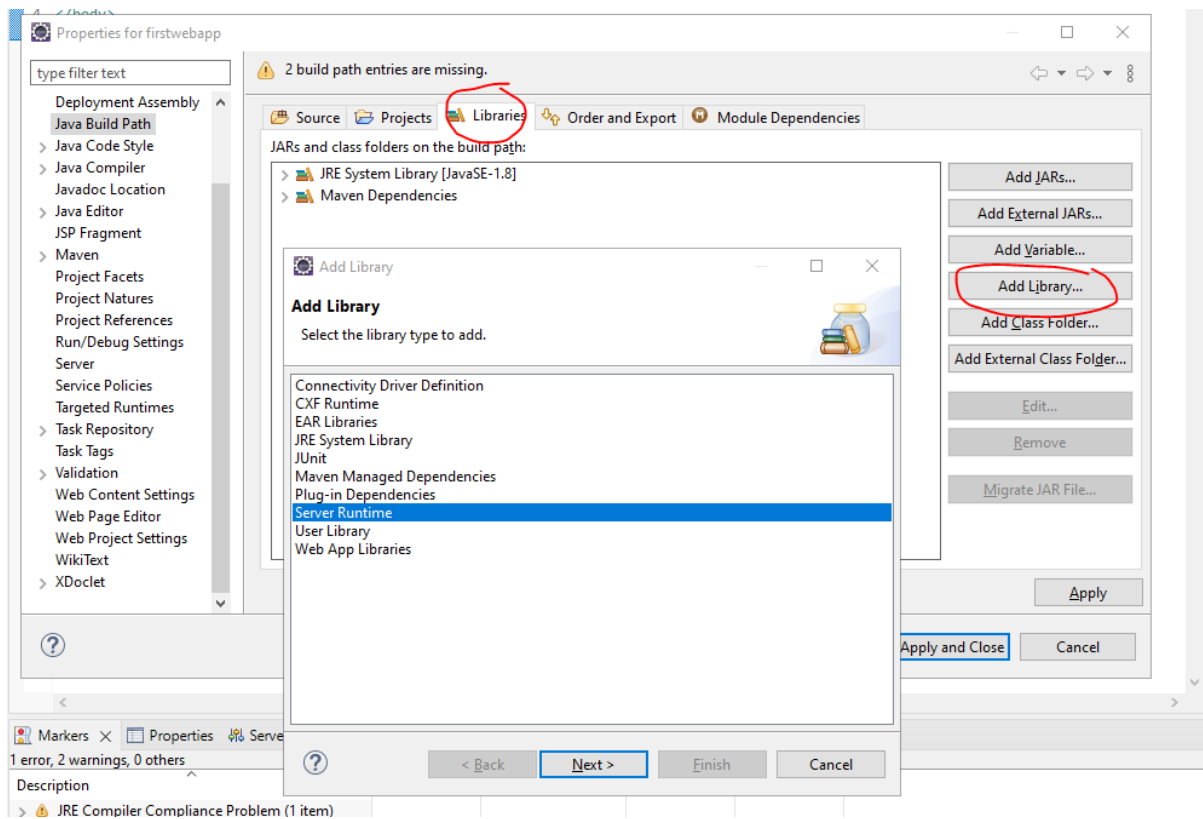 4 </body>
Properties for firstwebapp
type filter text
2 build path entries are missing.
Deployment Assembly
Java Build Path
Java Code Style
Java Compiler
Javadoc Location
Java Editor
JSP Fragment
Maven
Project Facets
Project Natures
Project References
Run/Debug Settings
Server
Service Policies
Targeted Runtimes
Task Repository
Task Tags
Validation
Web Content Settings
Web Page Editor
Web Project Settings
WikiText
XDoclet
Source Projects Libraries Order and Export Module Dependencies
JARs and class folders on the build path:
JRE System Library [JavaSE-1.8]
Maven Dependencies
Add JARs...
Add External JARs...
Add Variable...
Add Library...
Add Class Folder...
Add External Class Folder...
Edit...
Remove
Migrate JAR File...
Apply
Apply and Close Cancel
Add Library
Add Library
Select the library type to add.
Connectivity Driver Definition
CXF Runtime
EAR Libraries
JRE System Library
JUnit
Maven Managed Dependencies
Plug-in Dependencies
Server Runtime
User Library
Web App Libraries
< Back Next > Finish Cancel
Markers Properties Serve
1 error, 2 warnings, 0 others
Description
JRE Compiler Compliance Problem (1 item)